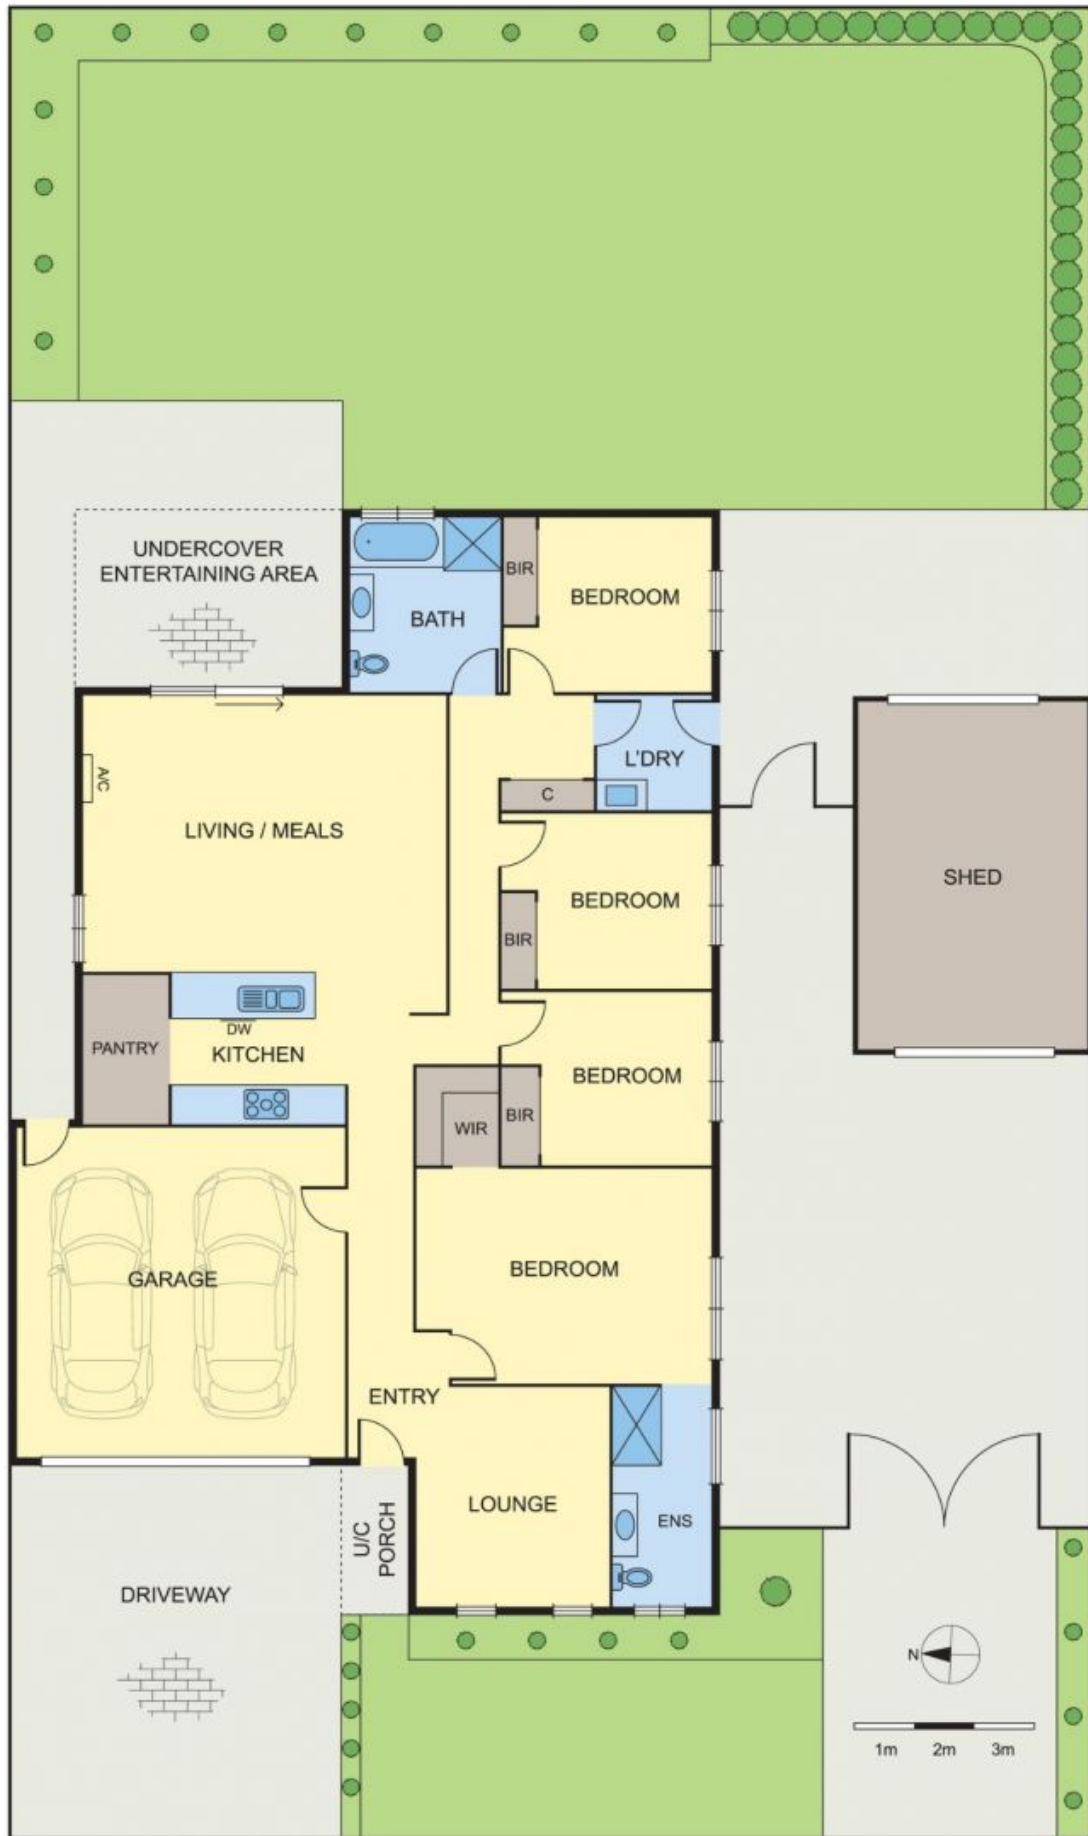 UNDERCOVER
ENTERTAINING AREA
BIR
BEDROOM
BATH
L'DRY
A/C
C
LIVING / MEALS
SHED
BEDROOM
BIR
DW
KITCHEN
PANTRY
BEDROOM
BIR
WIR
GARAGE
BEDROOM
ENTRY
LOUNGE
ENS
U/C
PORCH
DRIVEWAY
N
1m 2m 3m